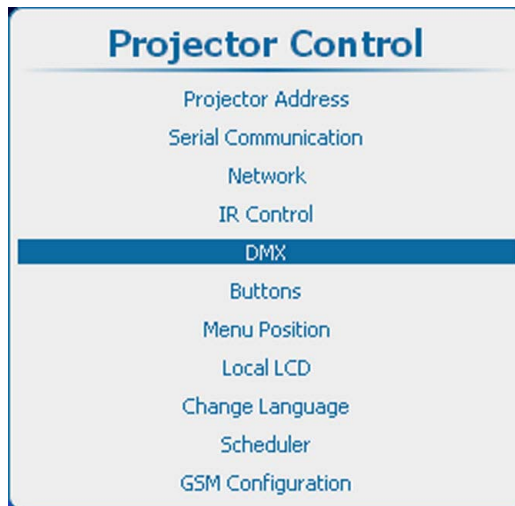 Projector Control
Projector Address
Serial Communication
Network
IR Control
DMX
Buttons
Menu Position
Local LCD
Change Language
Scheduler
GSM Configuration